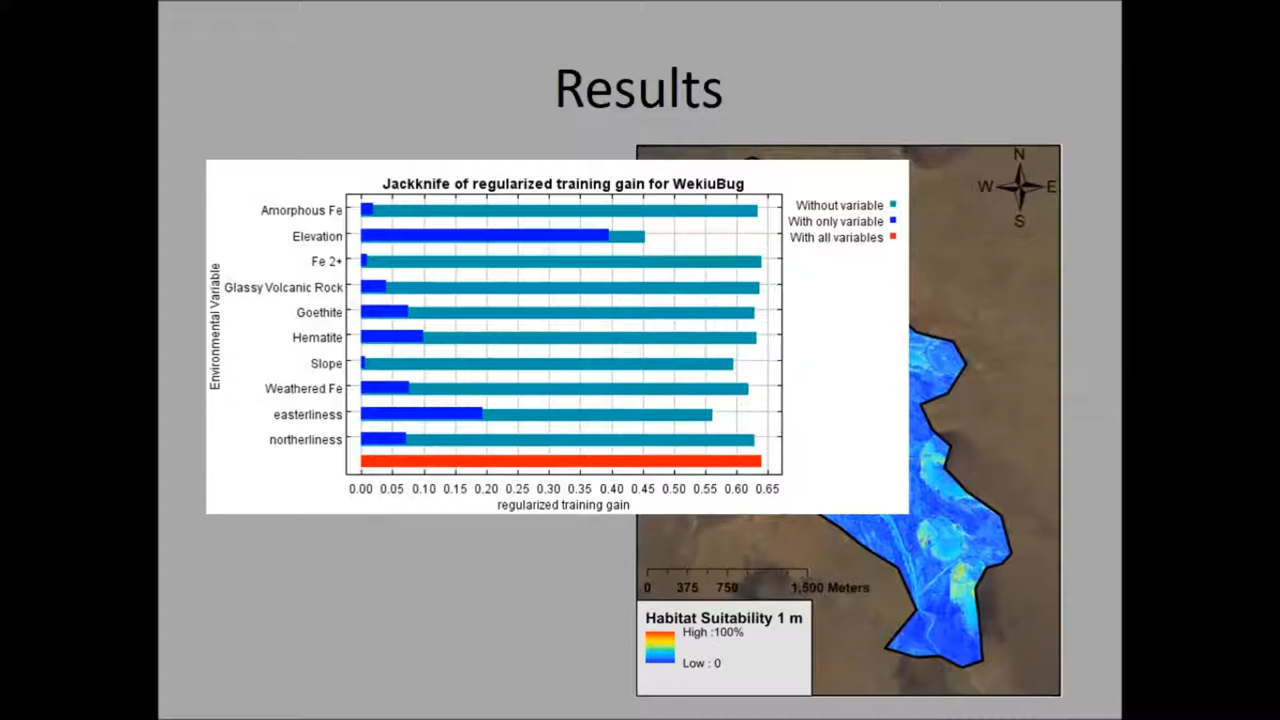 Results
Jackknife of regularized training gain for WekiuBug
Environmental Variable
Amorphous Fe
Elevation
Fe 2+
Glassy Volcanic Rock
Goethite
Hematite
Slope
Weathered Fe
easterliness
northerliness
0.00 0.05 0.10 0.15 0.20 0.25 0.30 0.35 0.40 0.45 0.50 0.55 0.60 0.65
regularized training gain
Without variable
With only variable
With all variables
N
W E
S
0 375 750 1,500 Meters
Habitat Suitability 1 m
High :100%
Low : 0